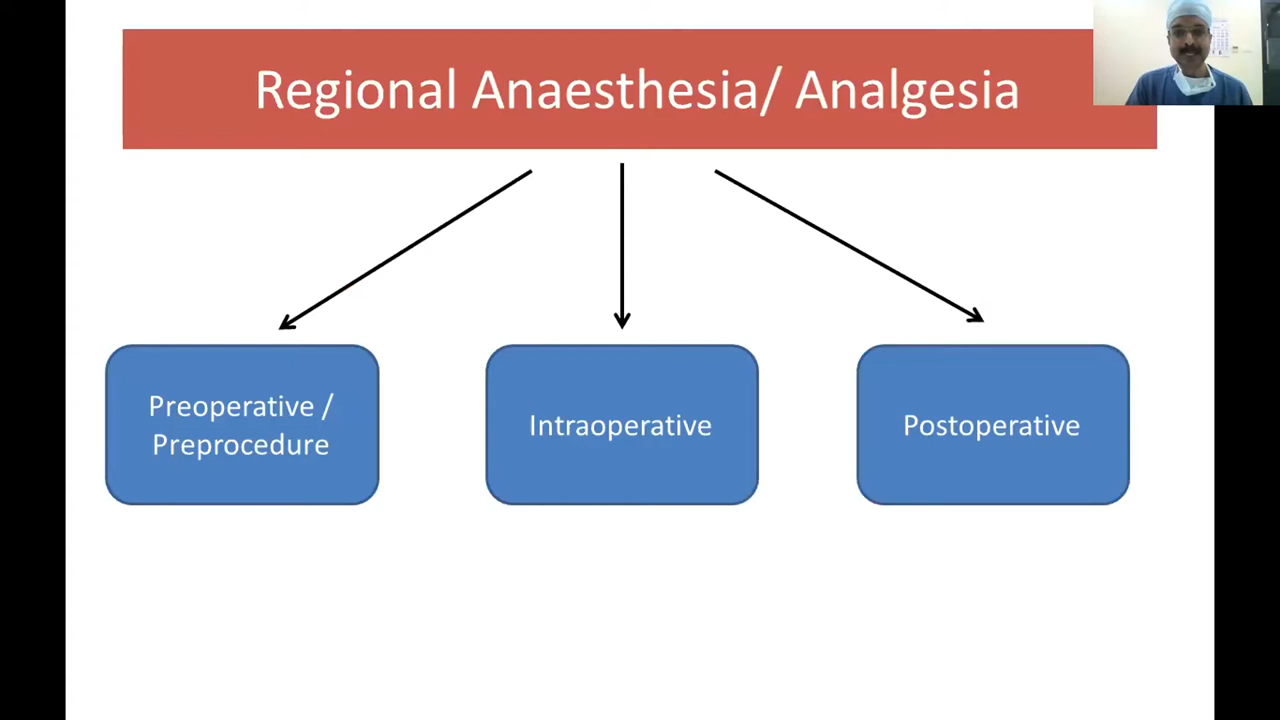 Regional Anaesthesia/ Analgesia
Preoperative /
Preprocedure
Intraoperative
Postoperative